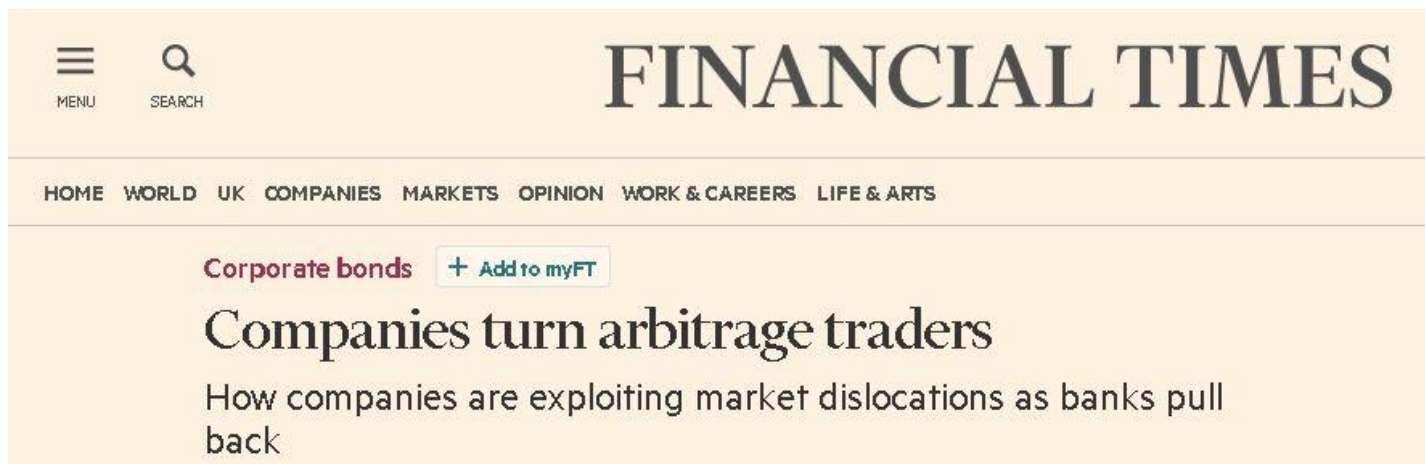 FINANCIAL TIMES
MENU SEARCH
HOME WORLD UK COMPANIES MARKETS OPINION WORK & CAREERS LIFE & ARTS
Corporate bonds + Add to myFT
Companies turn arbitrage traders
How companies are exploiting market dislocations as banks pull
back